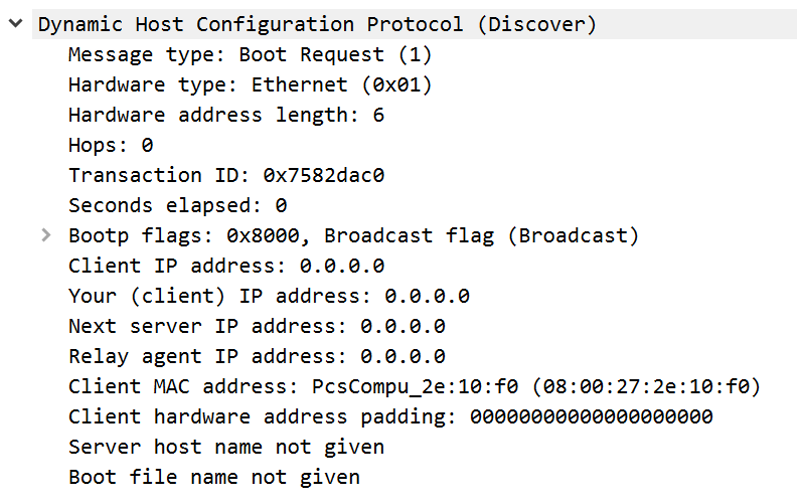 Dynamic Host Configuration Protocol (Discover)
Message type: Boot Request (1)
Hardware type: Ethernet (0x01)
Hardware address length: 6
Hops: 0
Transaction ID: 0x7582dac0
Seconds elapsed: 0
Bootp flags: 0x8000, Broadcast flag (Broadcast)
Client IP address: 0.0.0.0
Your (client) IP address: 0.0.0.0
Next server IP address: 0.0.0.0
Relay agent IP address: 0.0.0.0
Client MAC address: PcsCompu_2e:10:f0 (08:00:27:2e:10:f0)
Client hardware address padding: 00000000000000000000
Server host name not given
Boot file name not given